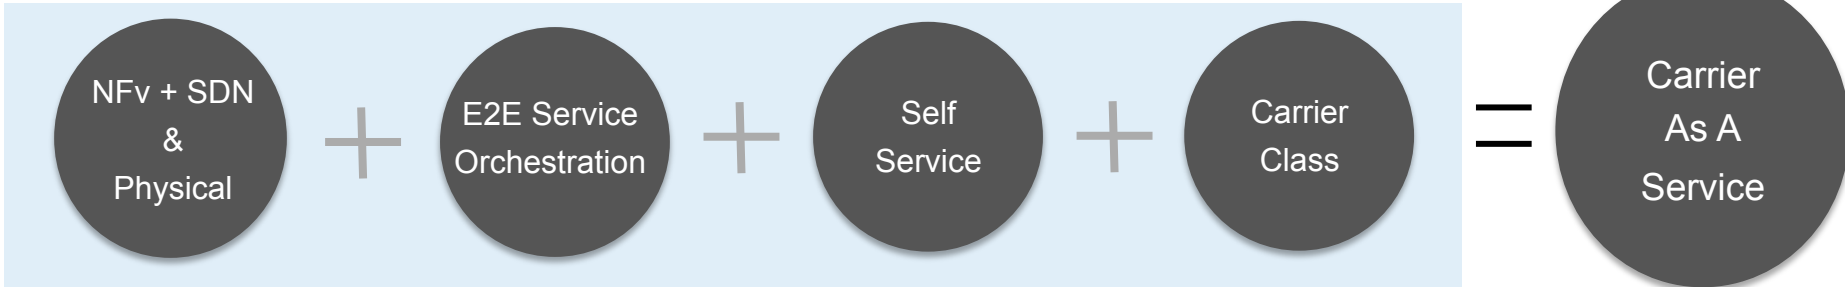 NFv + SDN
&
Physical
E2E Service
Orchestration
Self
Service
Carrier
Class
Carrier
As A
Service